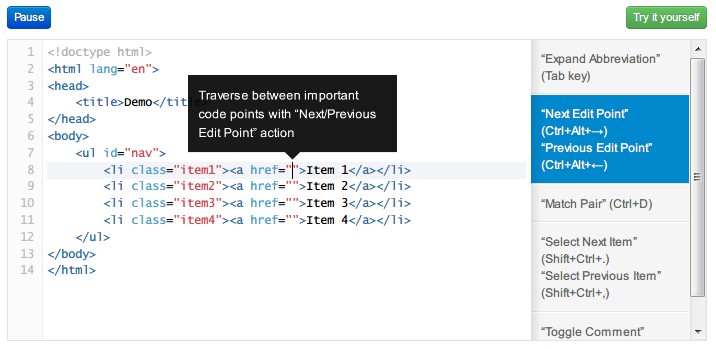 Pause
Try it yourself
1 <!doctype html>
2 <html lang="en">
3 <head>
4 <title>Demo</title
5 </head>
6 <body>
7 <ul id="nav">
8 <li class="item1"><a href="">Item 1</a></li>
9 <li class="item2"><a href="">Item 2</a></li>
10 <li class="item3"><a href="">Item 3</a></li>
11 <li class="item4"><a href="">Item 4</a></li>
12 </ul>
13 </body>
14 </html>
Traverse between important
code points with “Next/Previous
Edit Point” action
“Expand Abbreviation”
(Tab key)
“Next Edit Point”
(Ctrl+Alt+→)
“Previous Edit Point”
(Ctrl+Alt+←)
“Match Pair” (Ctrl+D)
“Select Next Item”
(Shift+Ctrl+.)
“Select Previous Item”
(Shift+Ctrl+,)
“Toggle Comment”